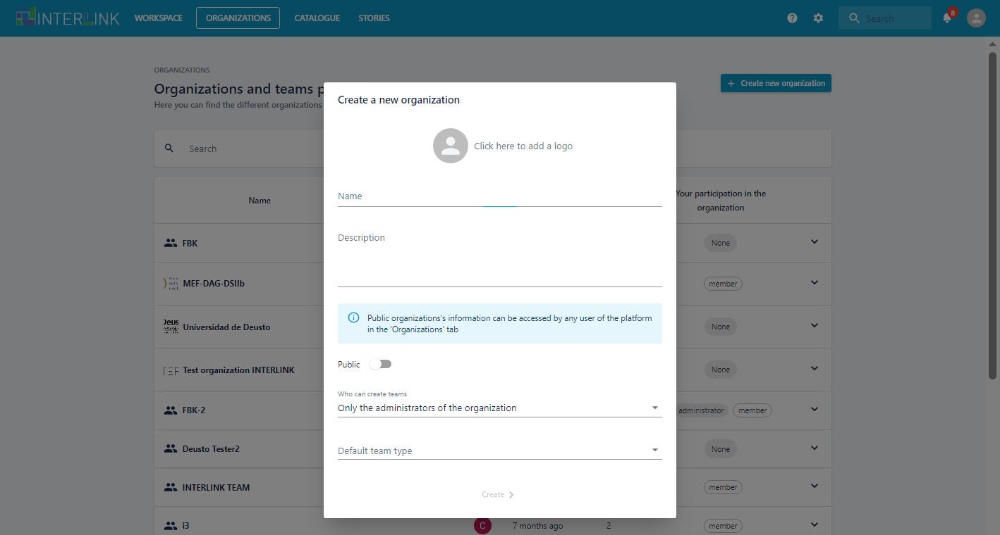 INTERLINK WORKSPACE ORGANIZATIONS CATALOGUE STORIES Search 8
ORGANIZATIONS
Organizations and teams p
Here you can find the different organizations
+ Create new organization
Search
Name
Your participation in the
organization
FBK None
MEF-DAG-DSIIb member
Universidad de Deusto None
Test organization INTERLINK None
FBK-2 administrator member
Deusto Tester2 None
INTERLINK TEAM member
i3 C 7 months ago 2 member
Create a new organization
Click here to add a logo
Name
Description
Public organizations's information can be accessed by any user of the platform
in the 'Organizations' tab
Public
Who can create teams
Only the administrators of the organization
Default team type
Create